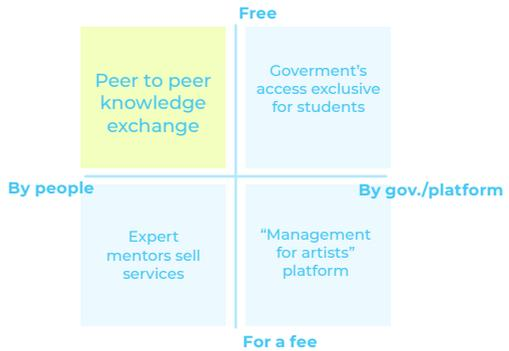 Free
Peer to peer
knowledge
exchange
Goverment's
access exclusive
for students
By people
By gov./platform
Expert
mentors sell
services
“Management
for artists”
platform
For a fee